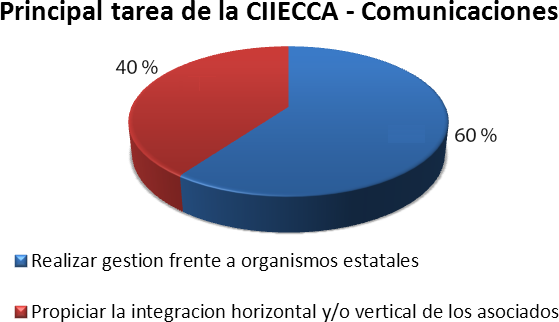 Principal tarea de la CIIECCA - Comunicaciones
40 %
60 %
Realizar gestion frente a organismos estatales
Propiciar la integracion horizontal y/o vertical de los asociados